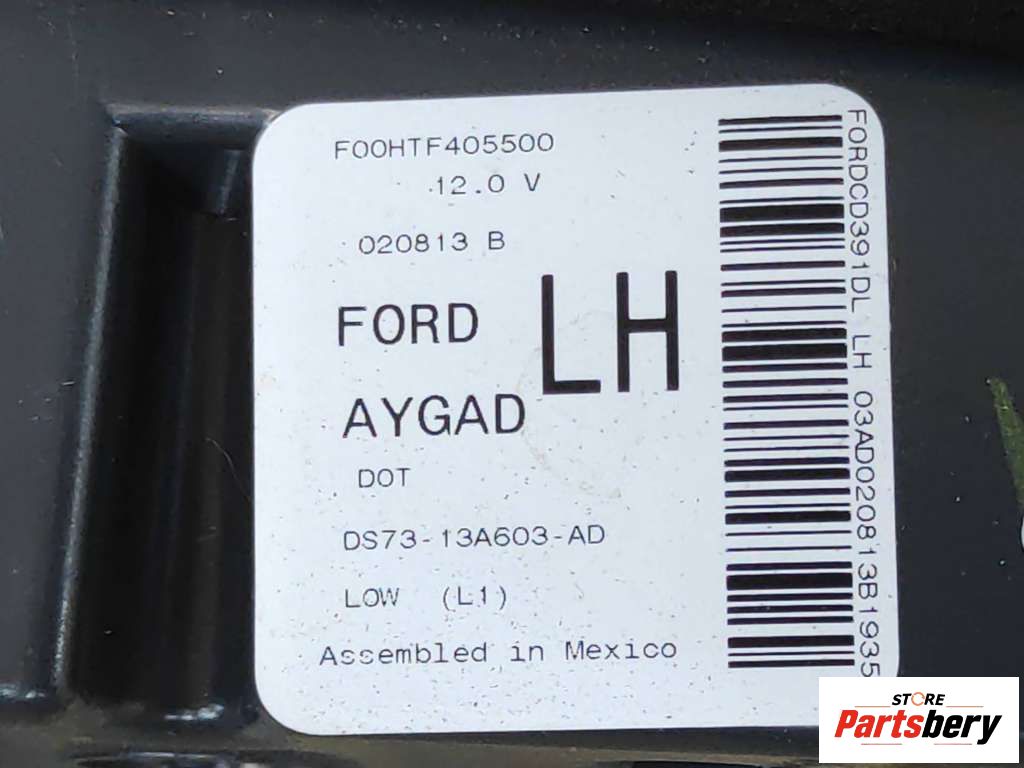 F00HTF405500
12.0 V
020813 B
FORD
LH
AYGAD
DOT
DS73-13A603-AD
LOW (L1)
Assembled in Mexico
FORDCD391DL LH 03AD020813B1935
STORE
Partsbery